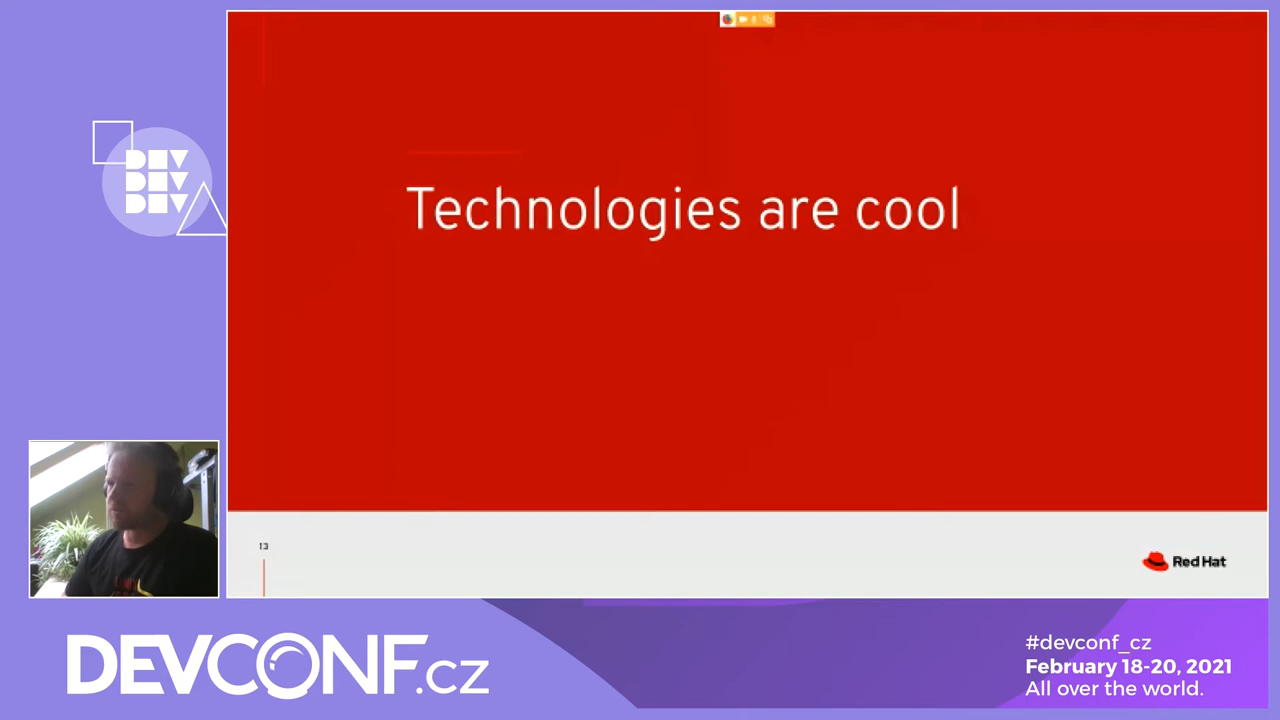 DEV
DEV
DEV
Technologies are cool
13
Red Hat
DEVCONF.cz
#devconf_cz
February 18-20, 2021
All over the world.